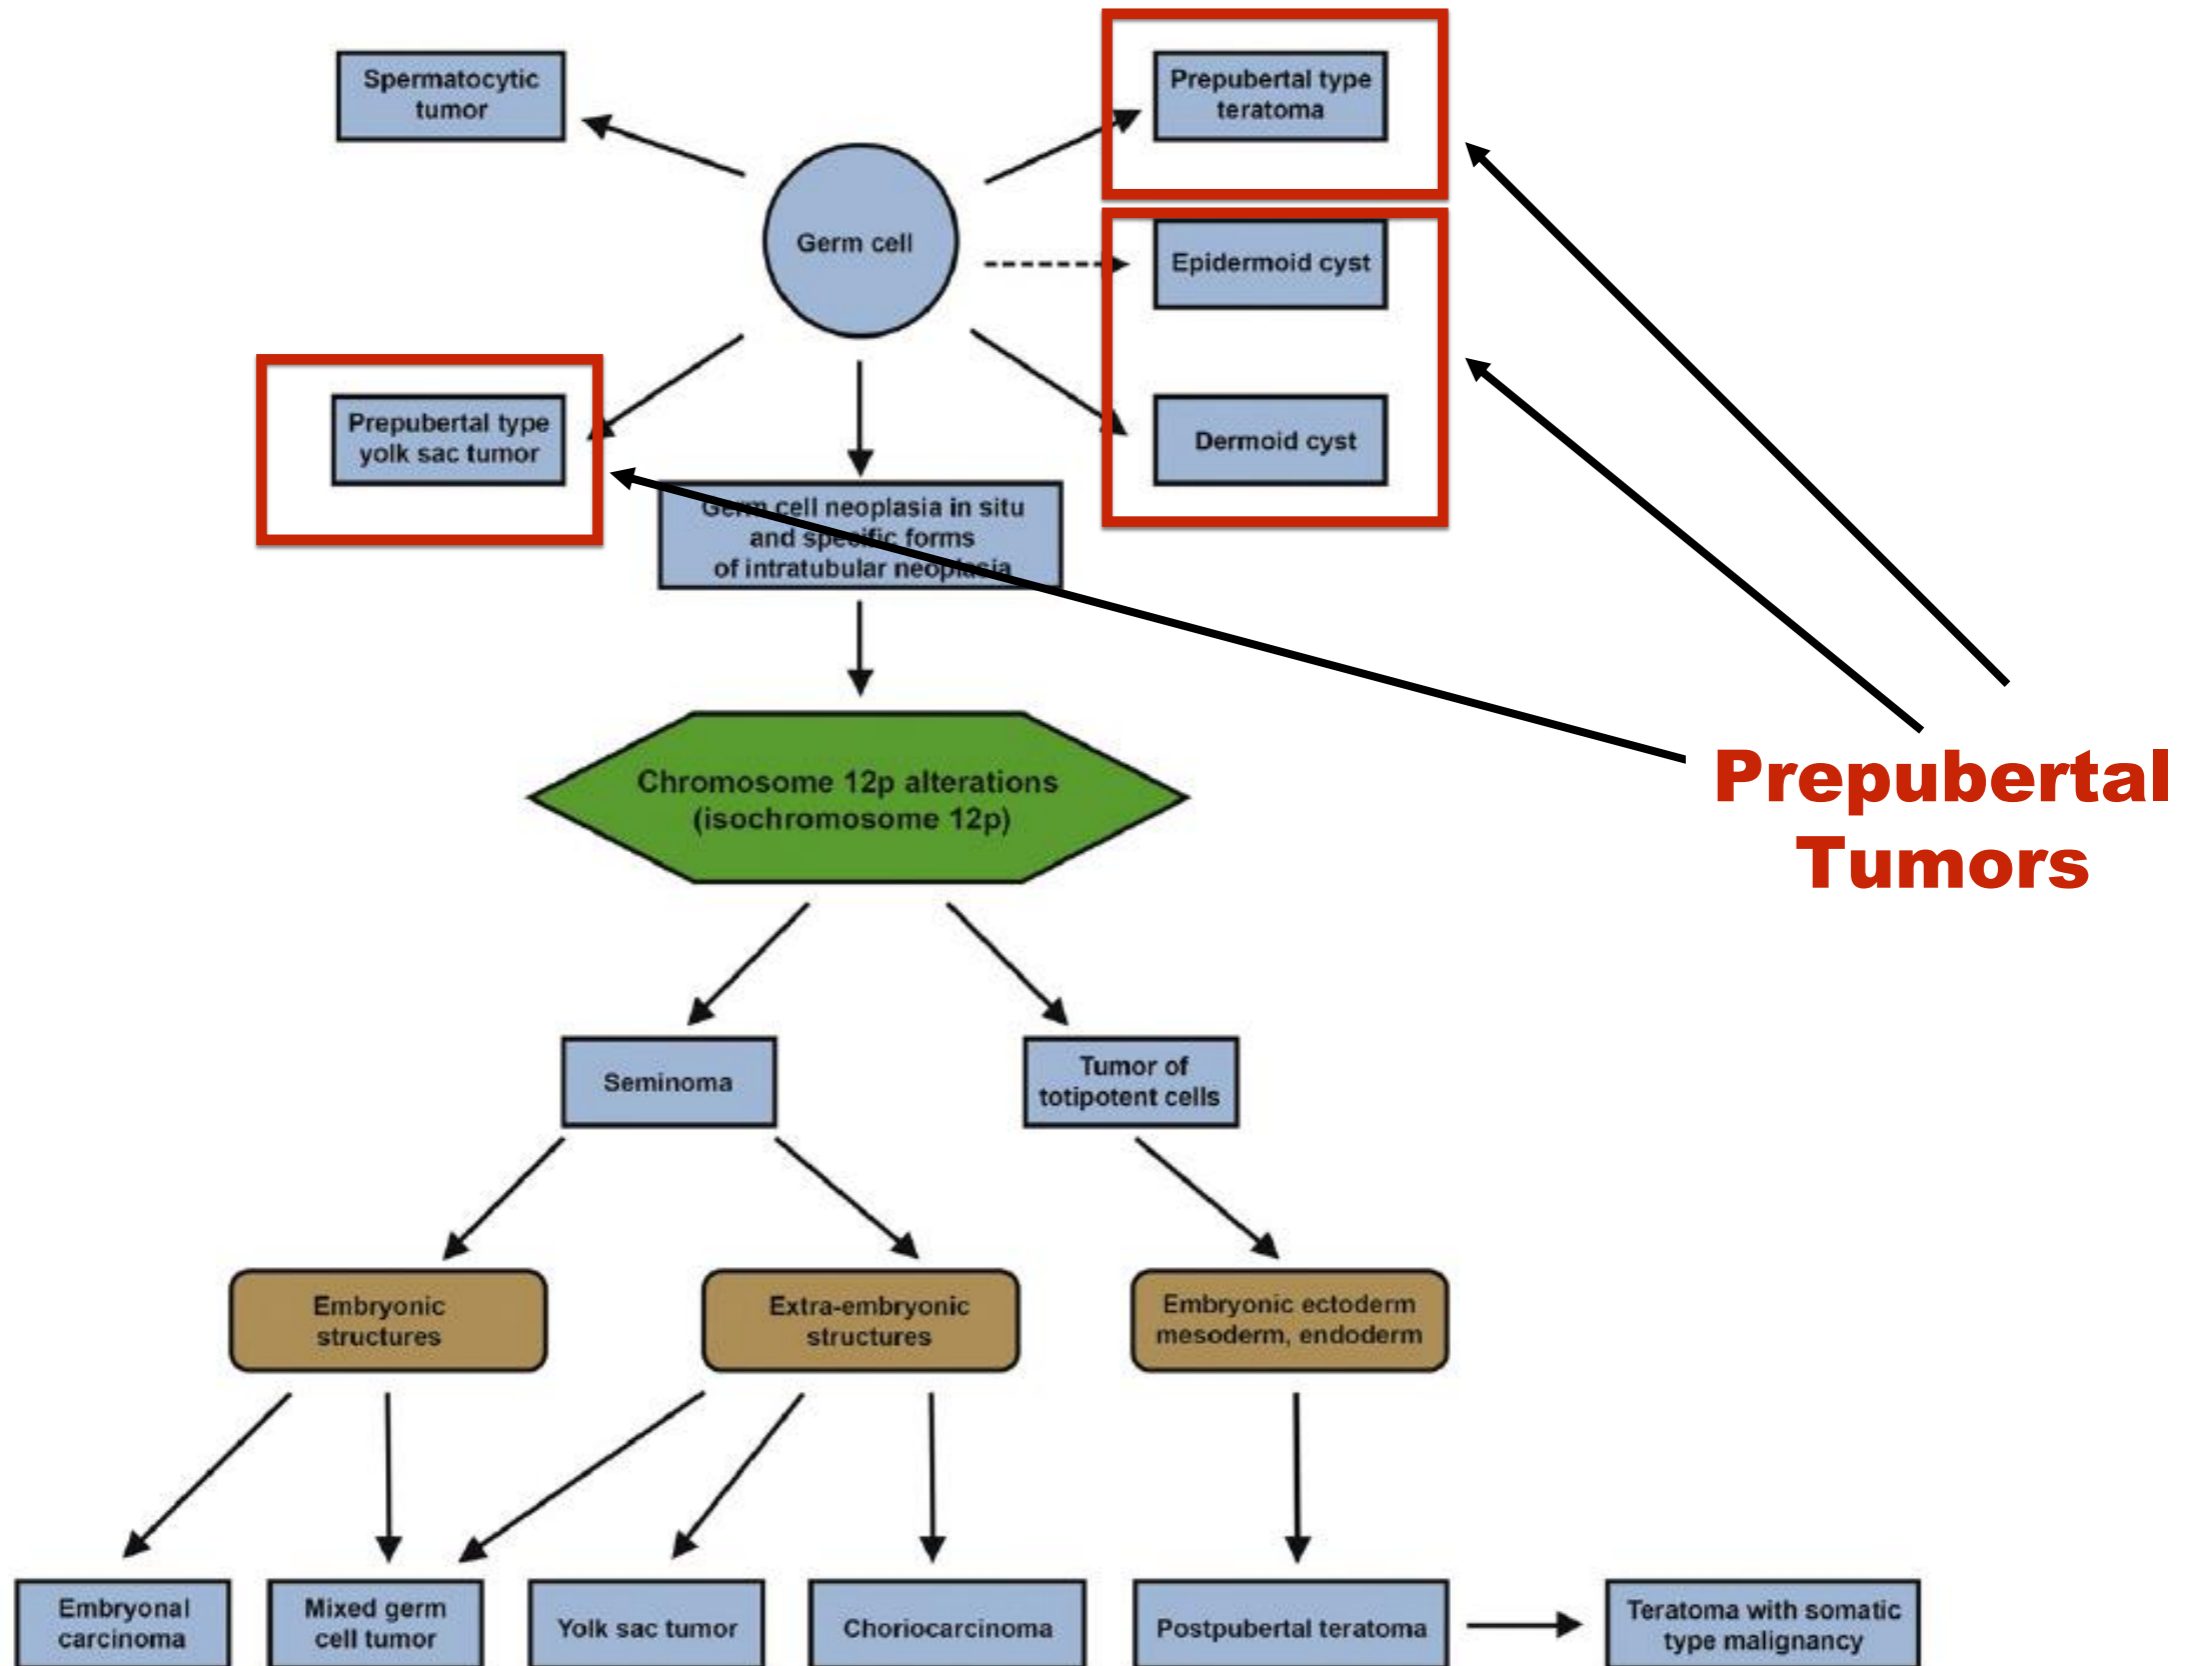 Spermatocytic
tumor
Prepubertal type
teratoma
Germ cell
Epidermoid cyst
Prepubertal type
yolk sac tumor
Dermoid cyst
Germ cell neoplasia in situ
and specific forms
of intratubular neoplasia
Chromosome 12p alterations
(isochromosome 12p)
Prepubertal
Tumors
Seminoma
Tumor of
totipotent cells
Embryonic
structures
Extra-embryonic
structures
Embryonic ectoderm
mesoderm, endoderm
Embryonal
carcinoma
Mixed germ
cell tumor
Yolk sac tumor
Choriocarcinoma
Postpubertal teratoma
Teratoma with somatic
type malignancy